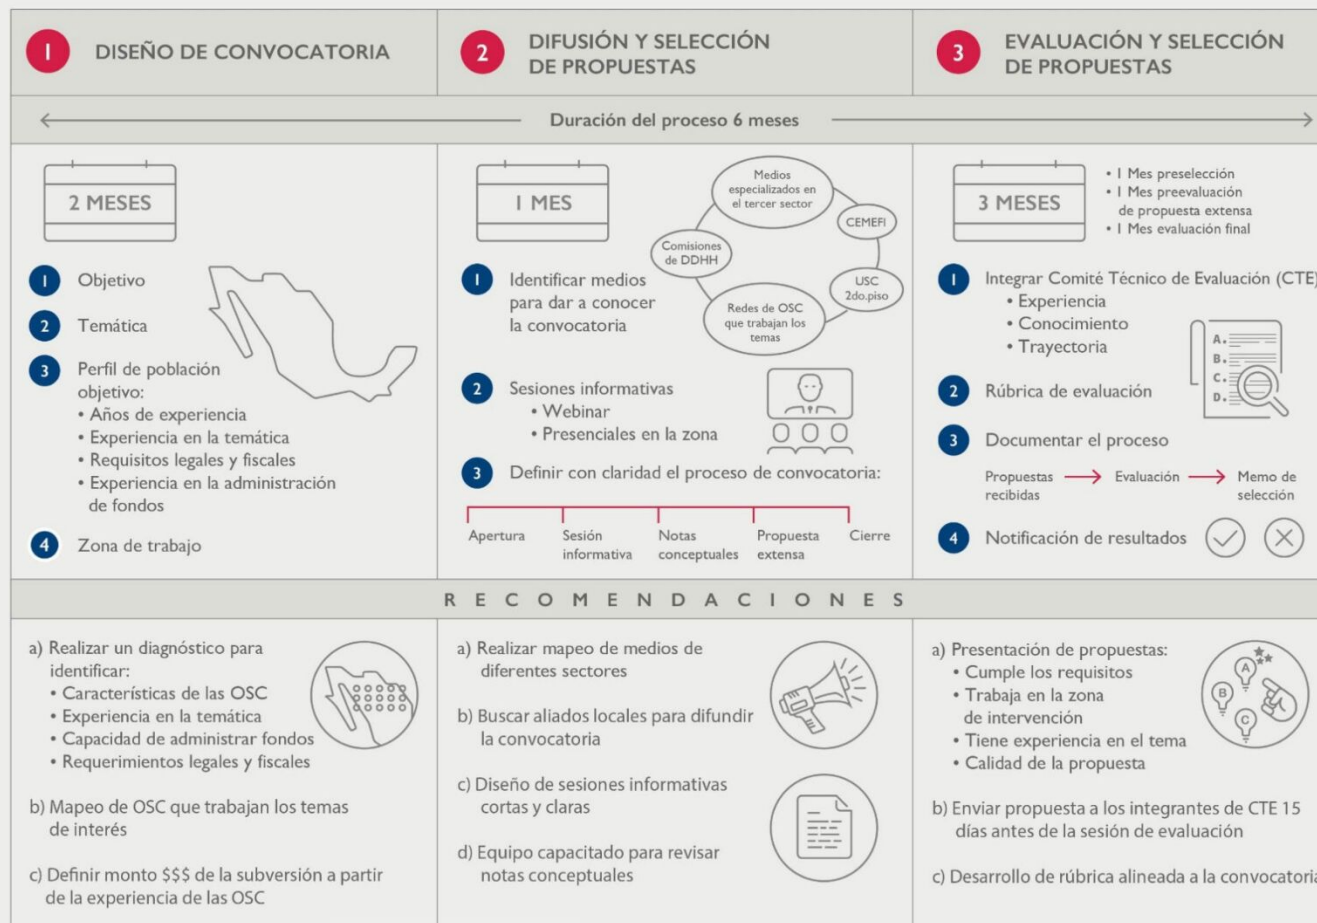 1
DISEÑO DE CONVOCATORIA
2
DIFUSIÓN Y SELECCIÓN
DE PROPUESTAS
3
EVALUACIÓN Y SELECCIÓN
DE PROPUESTAS
Duración del proceso 6 meses
2 MESES
1 Objetivo
2 Temática
3 Perfil de población
objetivo:
• Años de experiencia
• Experiencia en la temática
• Requisitos legales y fiscales
• Experiencia en la administración
de fondos
4 Zona de trabajo
1 MES
Medios
especializados en
el tercer sector
CEMEFi
Comisiones
de DDHH
USC
2do.piso
Redes de OSC
que trabajan los
temas
1 Identificar medios
para dar a conocer
la convocatoria
2 Sesiones informativas
• Webinar
• Presenciales en la zona
3 Definir con claridad el proceso de convocatoria:
Apertura
Sesión
informativa
Notas
conceptuales
Propuesta
extensa
Cierre
3 MESES
• 1 Mes preselección
• 1 Mes preevaluación
de propuesta extensa
• 1 Mes evaluación final
1 Integrar Comité Técnico de Evaluación (CTE)
• Experiencia
• Conocimiento
• Trayectoria
A.
B.
C.
D.
2 Rúbrica de evaluación
3 Documentar el proceso
Propuestas
recibidas
Evaluación
Memo de
selección
4 Notificación de resultados
RECOMENDACIONES
a) Realizar un diagnóstico para
identificar:
• Características de las OSC
• Experiencia en la temática
• Capacidad de administrar fondos
• Requerimientos legales y fiscales
b) Mapeo de OSC que trabajan los temas
de interés
c) Definir monto $$$ de la subversión a partir
de la experiencia de las OSC
a) Realizar mapeo de medios de
diferentes sectores
b) Buscar aliados locales para difundir
la convocatoria
c) Diseño de sesiones informativas
cortas y claras
d) Equipo capacitado para revisar
notas conceptuales
a) Presentación de propuestas:
• Cumple los requisitos
• Trabaja en la zona
de intervención
• Tiene experiencia en el tema
• Calidad de la propuesta
A
B
C
b) Enviar propuesta a los integrantes de CTE 15
días antes de la sesión de evaluación
c) Desarrollo de rúbrica alineada a la convocatoria